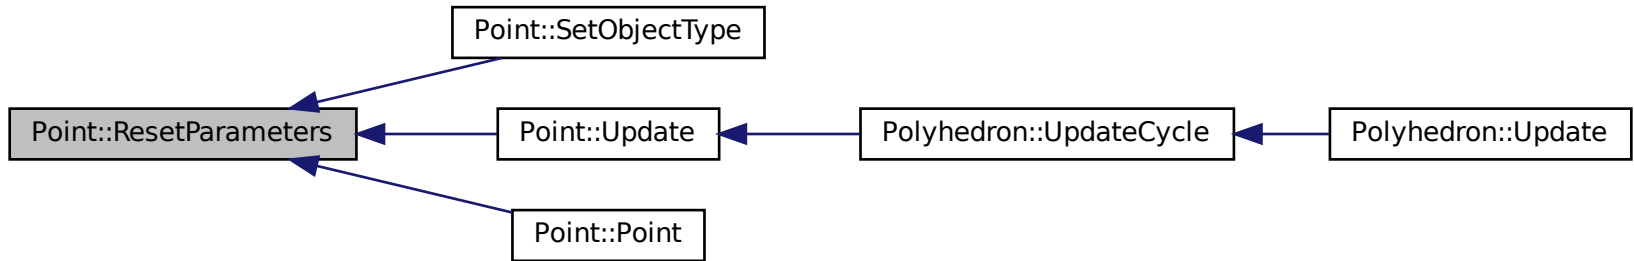 Point::SetObjectType
Point::ResetParameters
Point::Update
Polyhedron::UpdateCycle
Polyhedron::Update
Point::Point